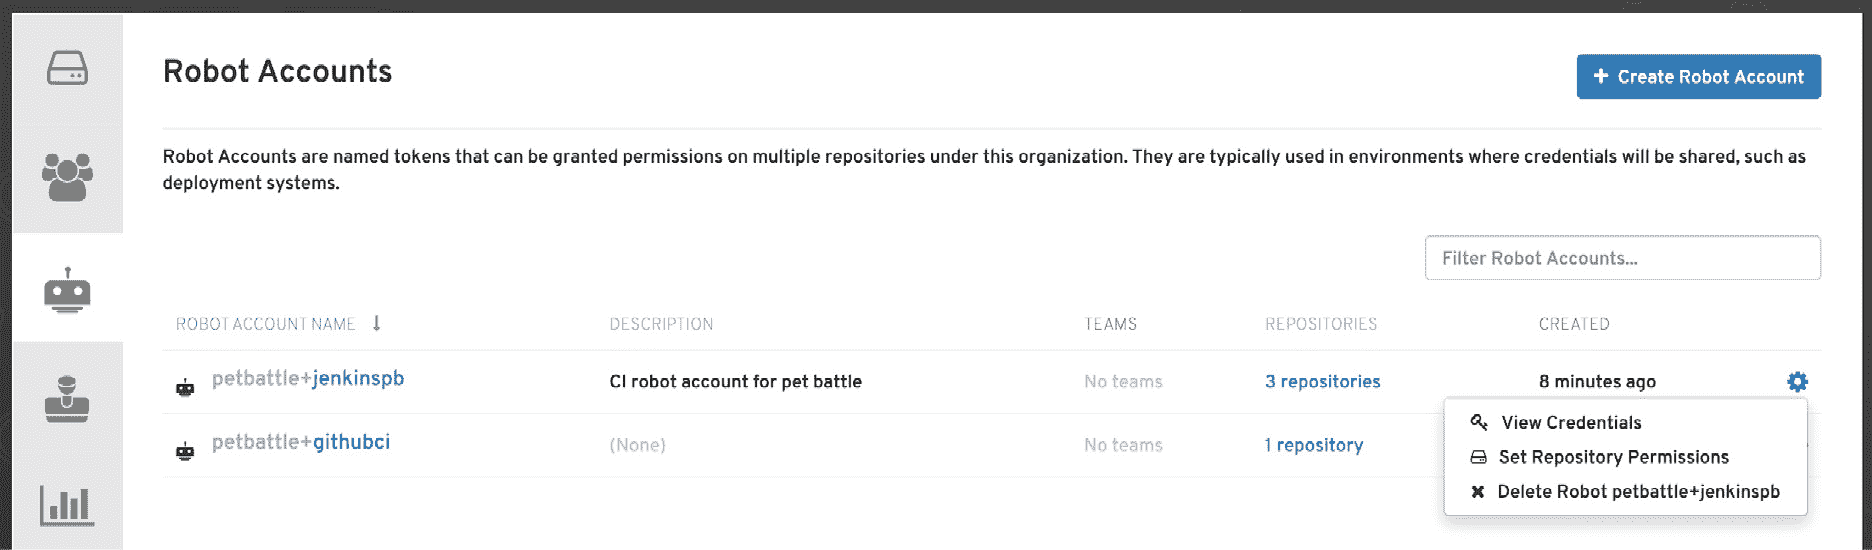 Robot Accounts
+ Create Robot Account
Robot Accounts are named tokens that can be granted permissions on multiple repositories under this organization. They are typically used in environments where credentials will be shared, such as
deployment systems.
Filter Robot Accounts...
ROBOT ACCOUNT NAME ↓ DESCRIPTION TEAMS REPOSITORIES CREATED
petbattle+jenkinspb CI robot account for pet battle No teams 3 repositories 8 minutes ago
petbattle+githubci (None) No teams 1 repository
View Credentials
Set Repository Permissions
Delete Robot petbattle+jenkinspb